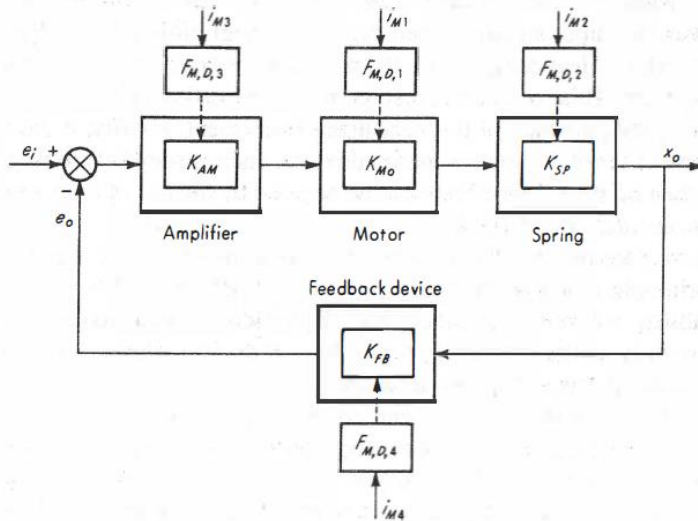 i_M3 i_M1 i_M2
F_M,D,3 F_M,D,1 F_M,D,2
e_i + K_AM K_Mo K_SP x_o
−
e_o
Amplifier Motor Spring
Feedback device
K_FB
F_M,D,4
i_M4